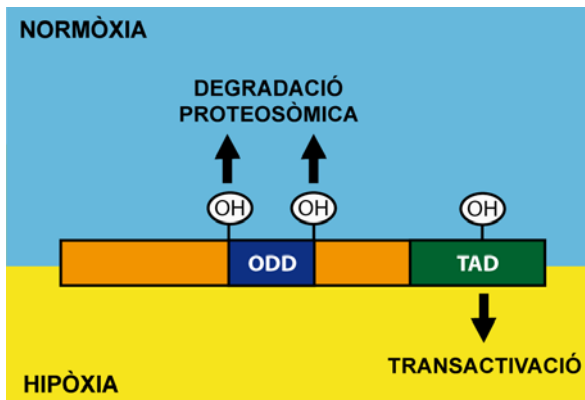 NORMÒXIA
DEGRADACIÓ
PROTEOSÒMICA
OH OH OH
ODD TAD
TRANSACTIVACIÓ
HIPÒXIA